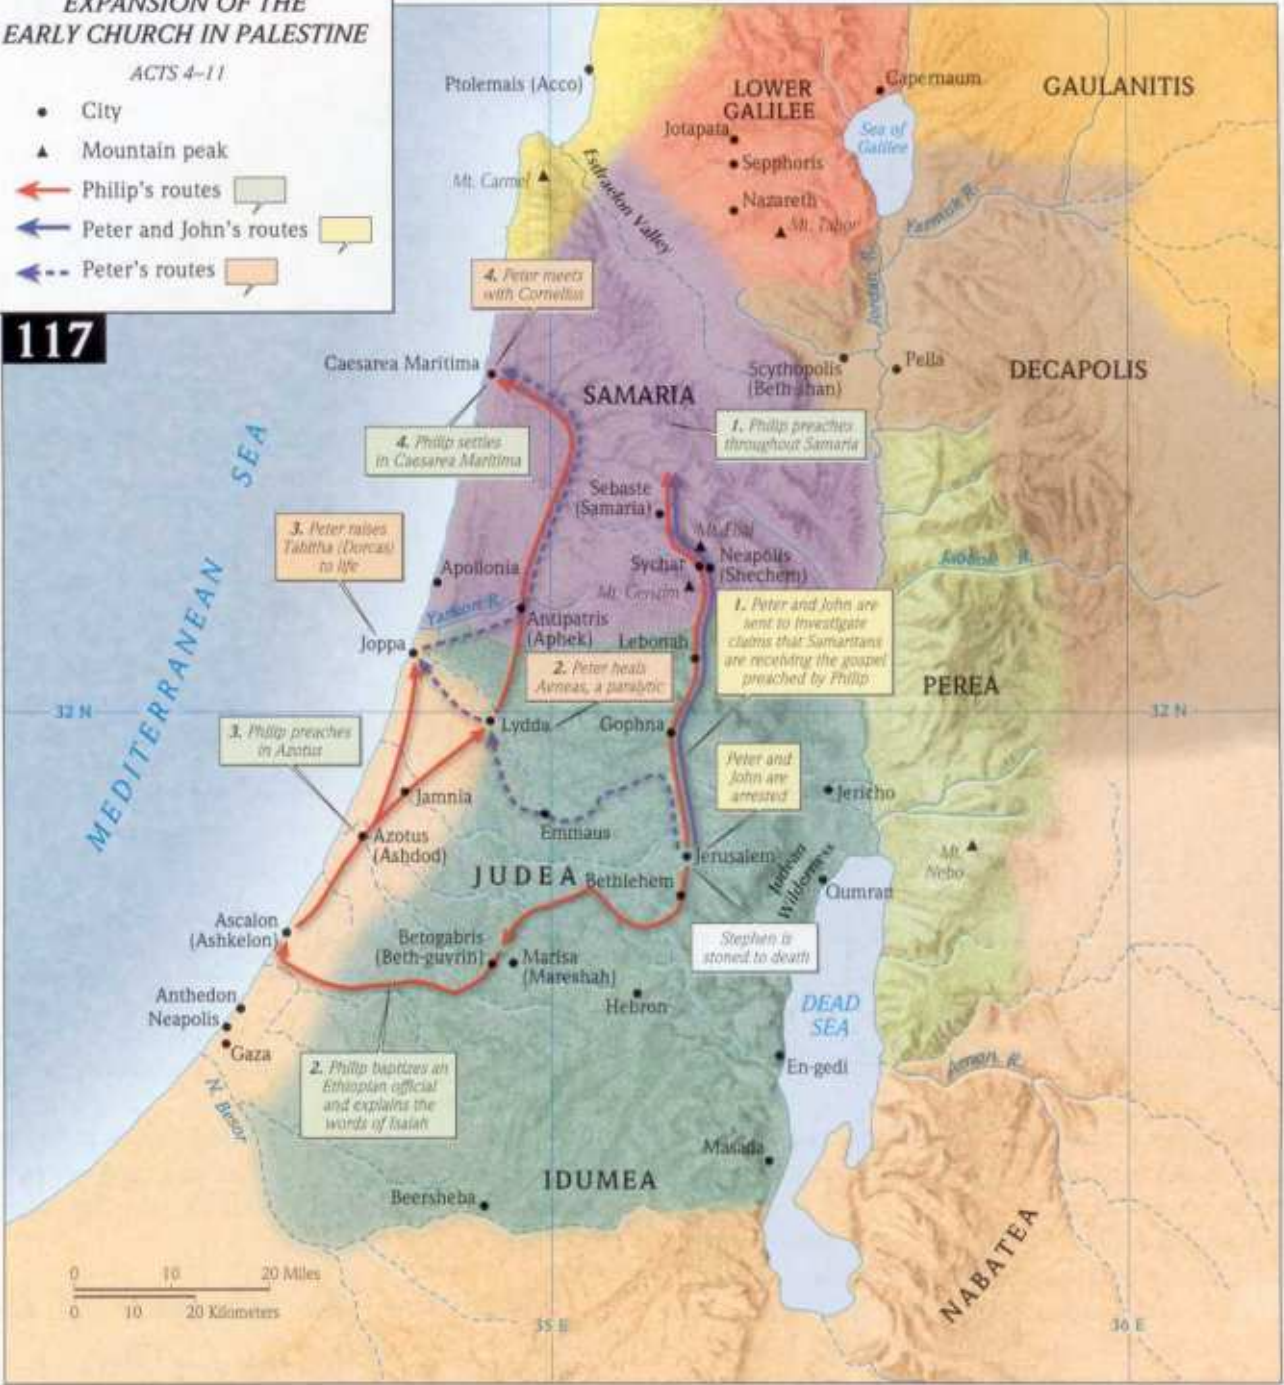 EXPANSION OF THE
EARLY CHURCH IN PALESTINE
ACTS 4–11
City
Mountain peak
Philip's routes
Peter and John's routes
Peter's routes
117
Ptolemais (Acco)
LOWER
GALILEE
Capernaum
GAULANITIS
Jotapata
Sea of
Galilee
Sepphoris
Mt. Carmel
Esdraelon Valley
Nazareth
Mt. Tabor
Yarmuk R.
Jordan R.
4. Peter meets
with Cornelius
Caesarea Maritima
Scythopolis
(Beth-shan)
Pella
DECAPOLIS
SAMARIA
1. Philip preaches
throughout Samaria
4. Philip settles
in Caesarea Maritima
MEDITERRANEAN SEA
Sebaste
(Samaria)
3. Peter raises
Tabitha (Dorcas)
to life
Mt. Ebal
Apollonia
Sychar
Neapolis
(Shechem)
Jabbok R.
Mt. Gerizim
Yarkon R.
Antipatris
(Aphek)
1. Peter and John are
sent to investigate
claims that Samaritans
are receiving the gospel
preached by Philip
Joppa
Lebonah
2. Peter heals
Aeneas, a paralytic
PEREA
32 N
32 N
Lydda
Gophna
3. Philip preaches
in Azotus
Peter and
John are
arrested
Jamnia
Jericho
Azotus
(Ashdod)
Emmaus
Jerusalem
Mt.
Nebo
JUDEA
Bethlehem
Judean
Wilderness
Qumran
Ascalon
(Ashkelon)
Betogabris
(Beth-guvrin)
Marisa
(Mareshah)
Stephen is
stoned to death
Anthedon
Neapolis
Gaza
Hebron
DEAD
SEA
2. Philip baptizes an
Ethiopian official
and explains the
words of Isaiah
En-gedi
Arnon R.
N. Besor
Masada
IDUMEA
Beersheba
NABATEA
0 10 20 Miles
0 10 20 Kilometers
35 E
36 E